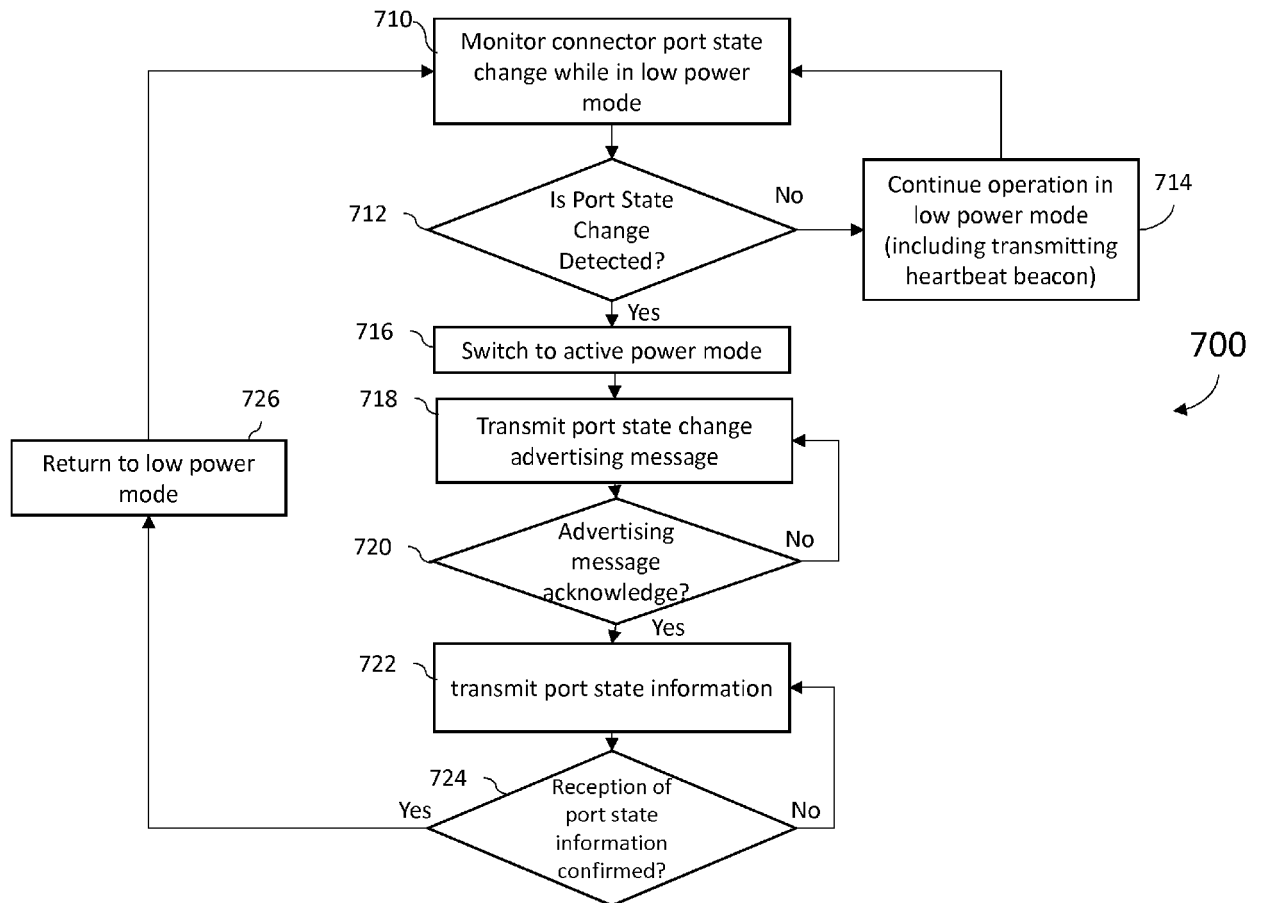 710
Monitor connector port state
change while in low power
mode
712
Is Port State
Change
Detected?
No
Continue operation in
low power mode
(including transmitting
heartbeat beacon)
714
Yes
716
Switch to active power mode
700
718
Transmit port state change
advertising message
726
Return to low power
mode
720
Advertising
message
acknowledge?
No
Yes
722
transmit port state information
724
Reception of
port state
information
confirmed?
Yes
No